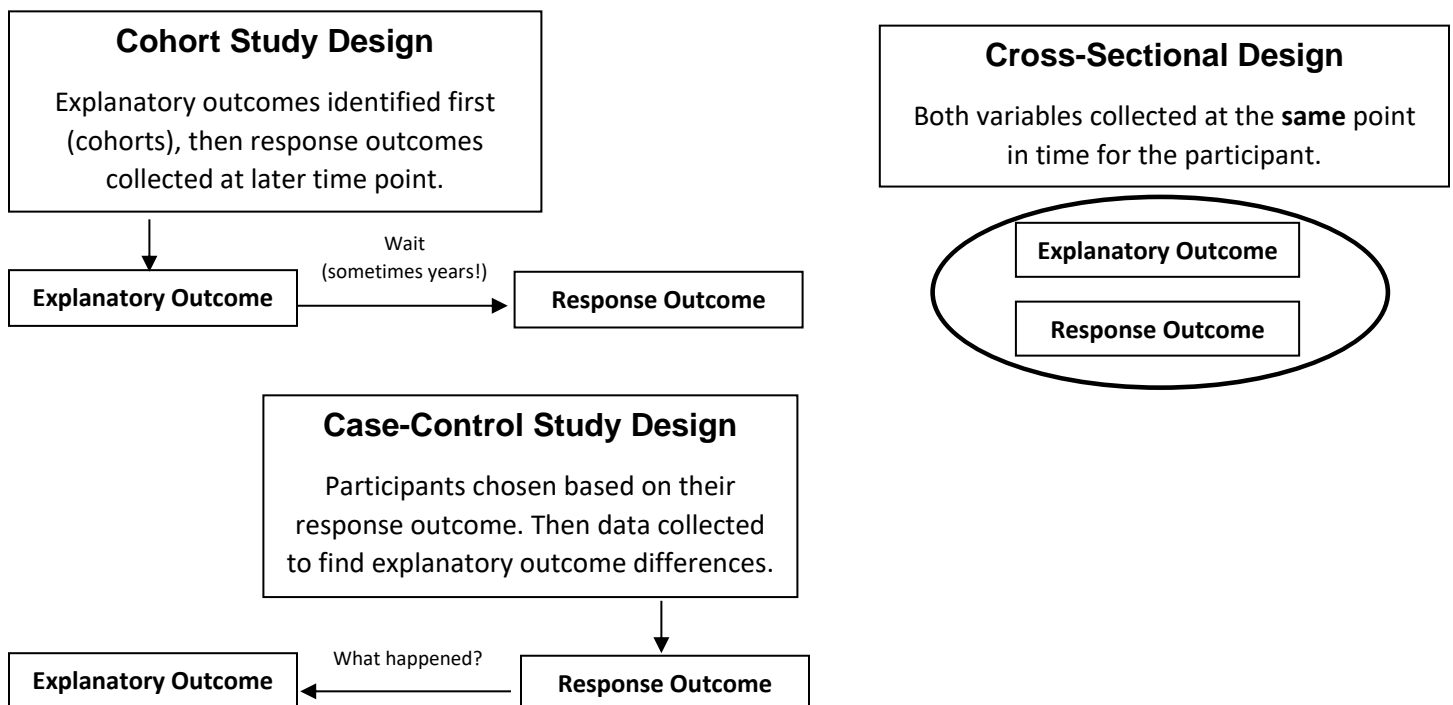 Cohort Study Design
Explanatory outcomes identified first
(cohorts), then response outcomes
collected at later time point.
Wait
(sometimes years!)
Explanatory Outcome
Response Outcome
Cross-Sectional Design
Both variables collected at the same point
in time for the participant.
Explanatory Outcome
Response Outcome
Case-Control Study Design
Participants chosen based on their
response outcome. Then data collected
to find explanatory outcome differences.
What happened?
Explanatory Outcome
Response Outcome